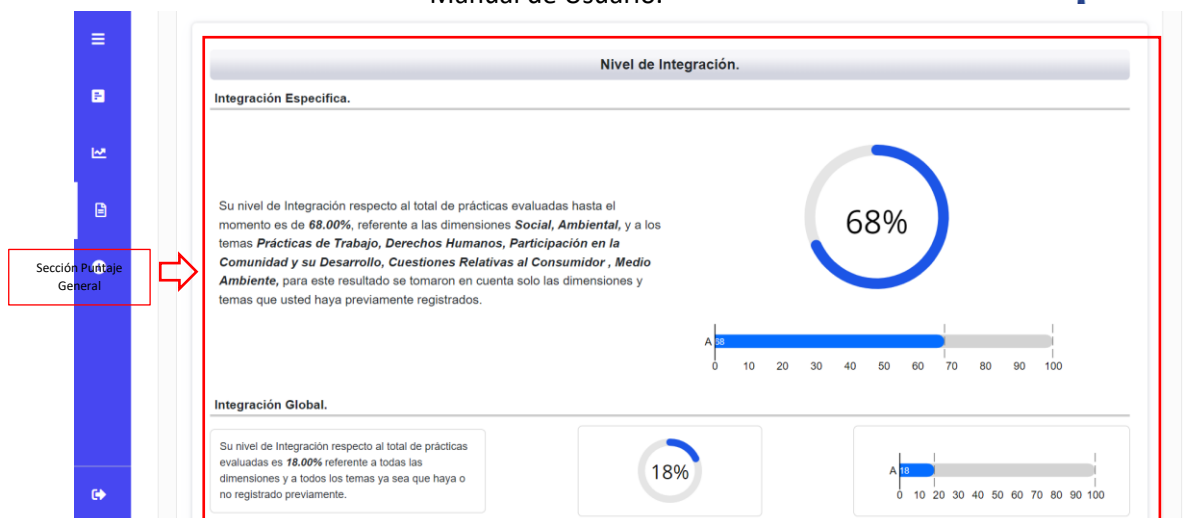 Manual de Usuario.
Nivel de Integración.
Integración Especifica.
Su nivel de Integración respecto al total de prácticas evaluadas hasta el
momento es de 68.00%, referente a las dimensiones Social, Ambiental, y a los
temas Prácticas de Trabajo, Derechos Humanos, Participación en la
Comunidad y su Desarrollo, Cuestiones Relativas al Consumidor , Medio
Ambiente, para este resultado se tomaron en cuenta solo las dimensiones y
temas que usted haya previamente registrados.
68%
Sección Puntaje
General
A 68
0 10 20 30 40 50 60 70 80 90 100
Integración Global.
Su nivel de Integración respecto al total de prácticas
evaluadas es 18.00% referente a todas las
dimensiones y a todos los temas ya sea que haya o
no registrado previamente.
18%
A 18
0 10 20 30 40 50 60 70 80 90 100